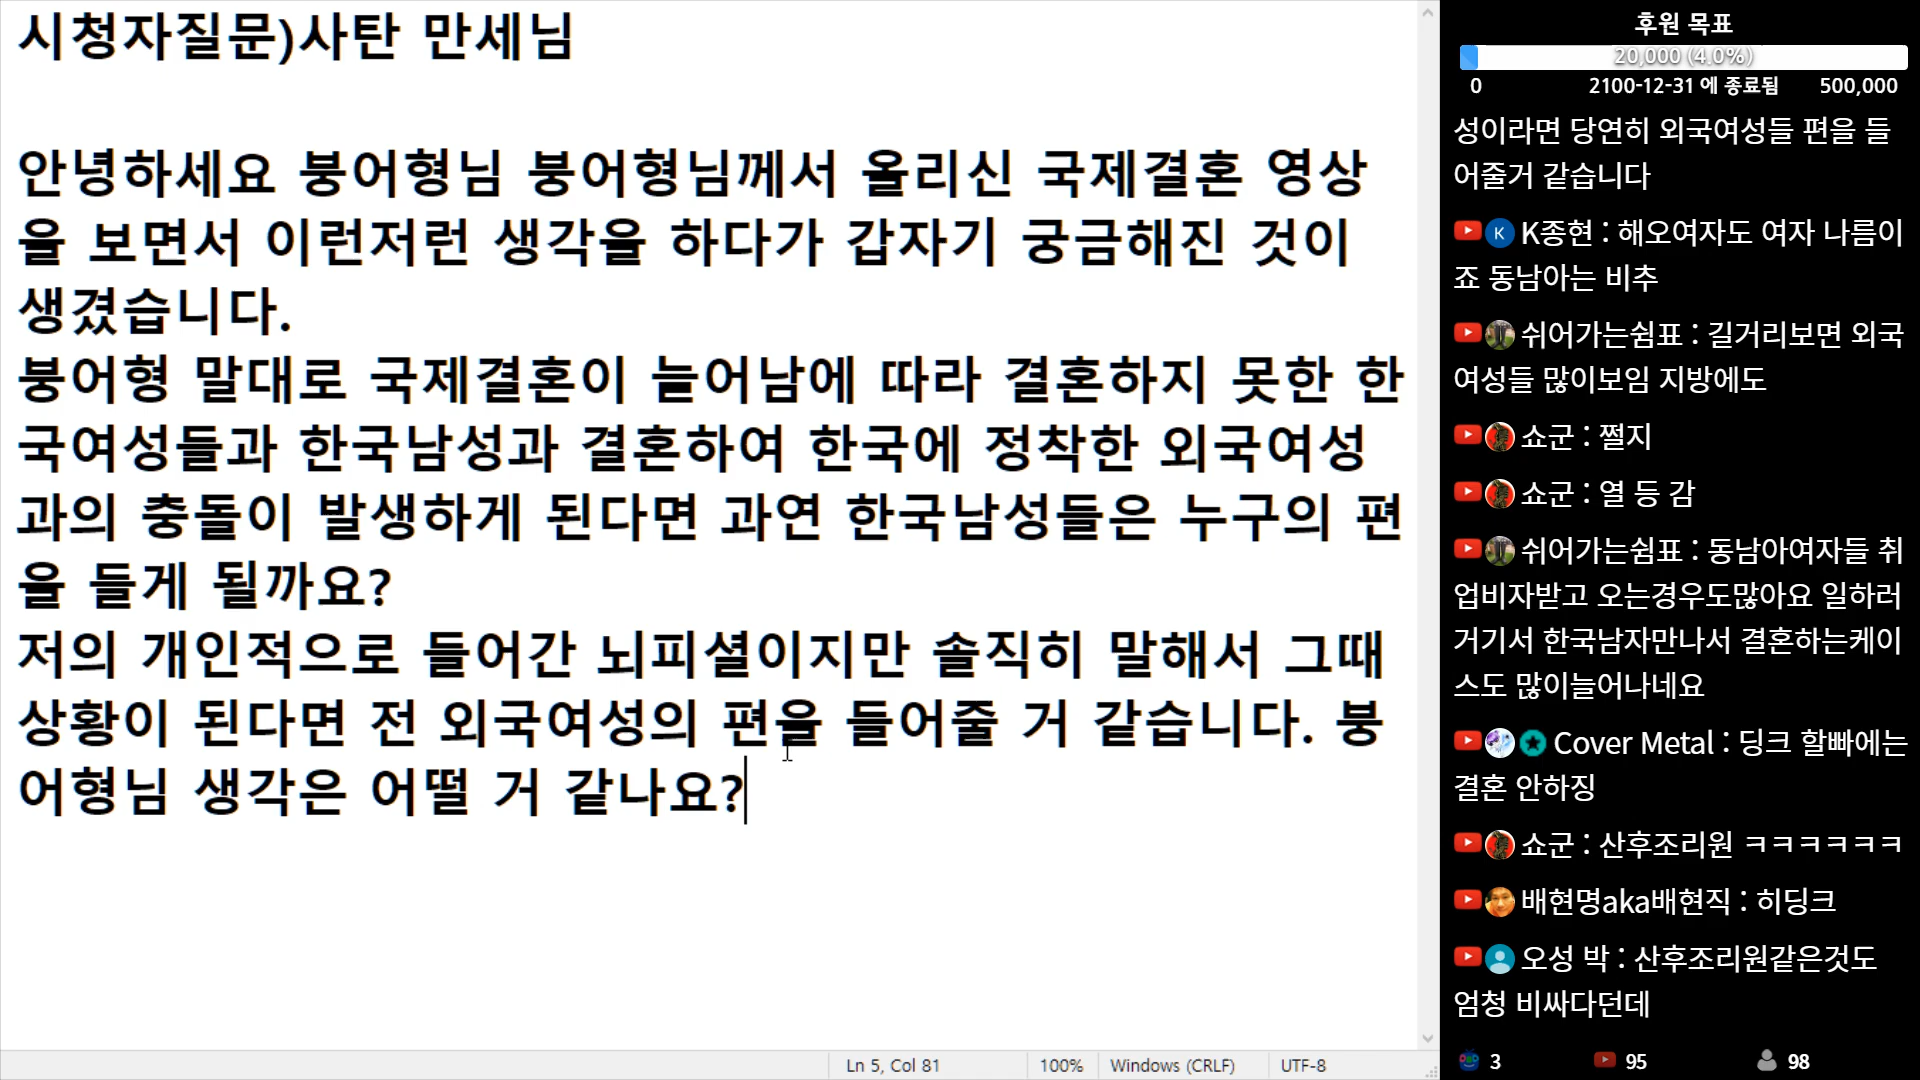 시청자질문)사탄 만세님
안녕하세요 붕어형님 붕어형님께서 올리신 국제결혼 영상
을 보면서 이런저런 생각을 하다가 갑자기 궁금해진 것이
생겼습니다.
붕어형 말대로 국제결혼이 늘어남에 따라 결혼하지 못한 한
국여성들과 한국남성과 결혼하여 한국에 정착한 외국여성
과의 충돌이 발생하게 된다면 과연 한국남성들은 누구의 편
을 들게 될까요?
저의 개인적으로 들어간 뇌피셜이지만 솔직히 말해서 그때
상황이 된다면 전 외국여성의 편을 들어줄 거 같습니다. 붕
어형님 생각은 어떨 거 같나요?
Ln 5, Col 81
100%
Windows (CRLF)
UTF-8
후원 목표
20,000 (4.0%)
0
2100-12-31 에 종료됨
500,000
성이라면 당연히 외국여성들 편을 들
어줄거 같습니다
K K종현 : 해오여자도 여자 나름이
죠 동남아는 비추
쉬어가는쉼표 : 길거리보면 외국
여성들 많이보임 지방에도
쇼군 : 쩔지
쇼군 : 열 등 감
쉬어가는쉼표 : 동남아여자들 취
업비자받고 오는경우도많아요 일하러
거기서 한국남자만나서 결혼하는케이
스도 많이늘어나네요
Cover Metal : 딩크 할빠에는
결혼 안하징
쇼군 : 산후조리원 ㅋㅋㅋㅋㅋㅋ
배현명aka배현직 : 히딩크
오성 박 : 산후조리원같은것도
엄청 비싸다던데
3
95
98